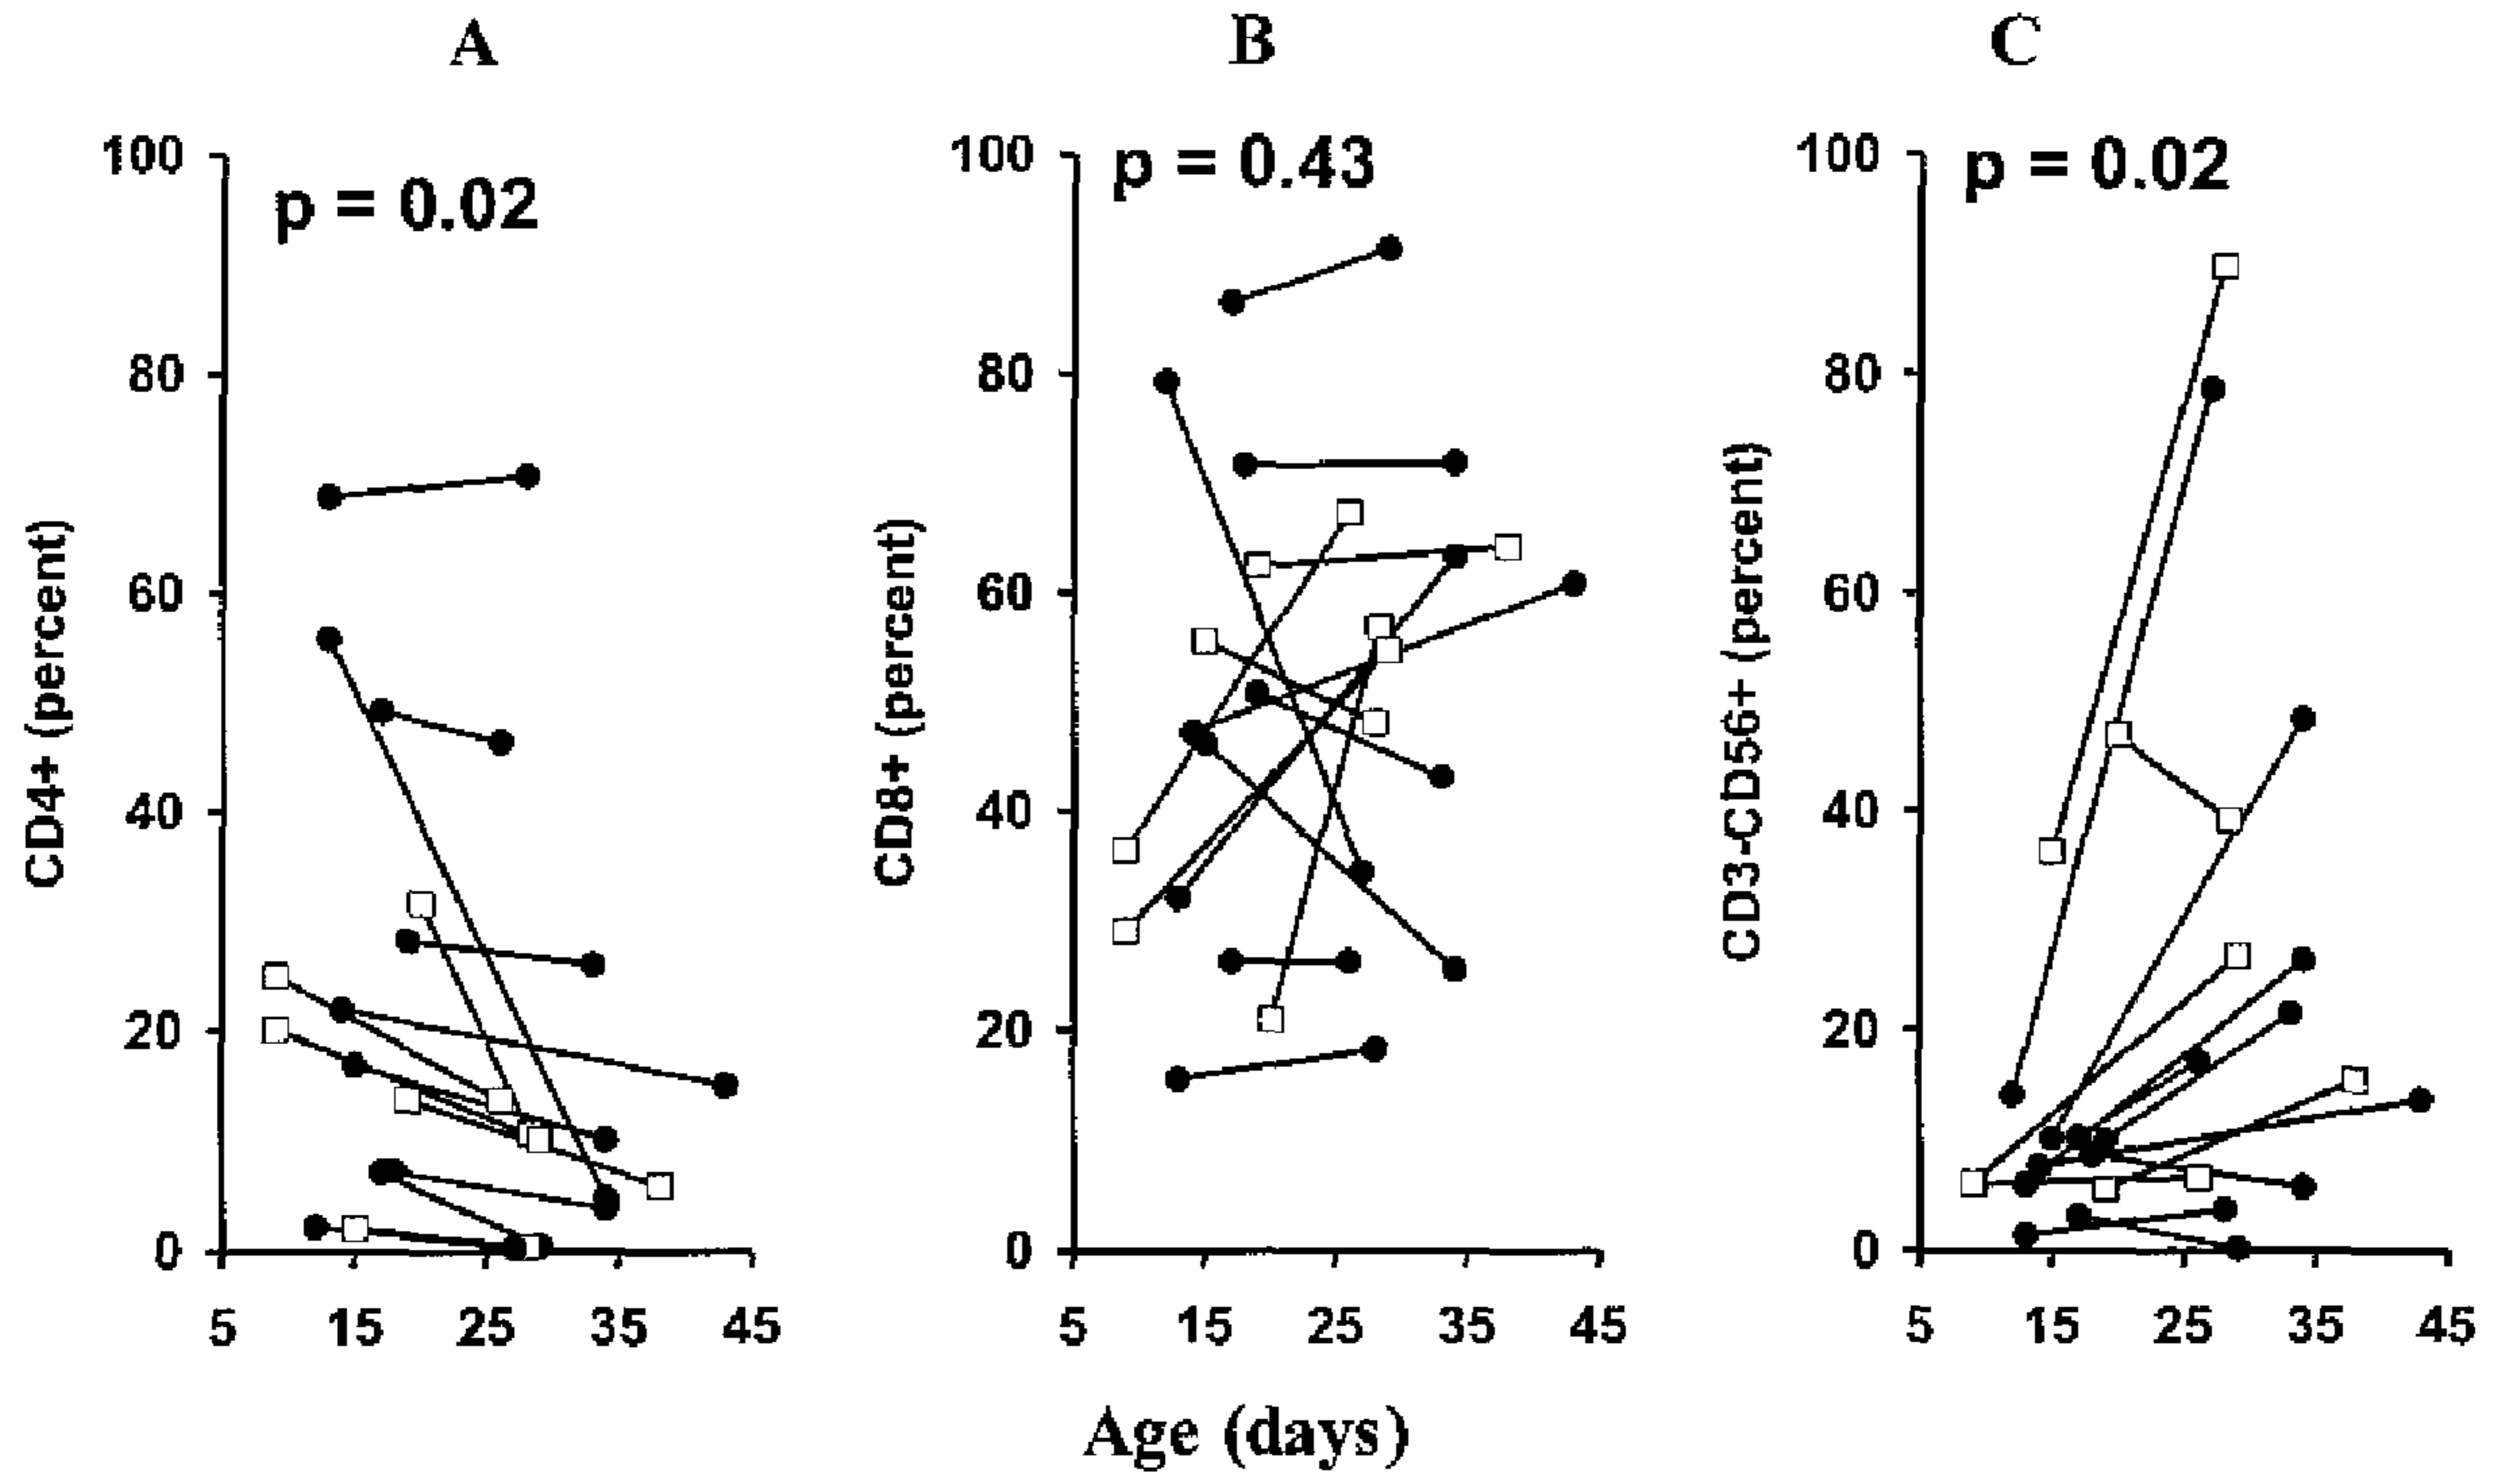 A B C
100 100 100
p = 0.02 p = 0.43 p = 0.02
80 80 80
60 60 60
40 40 40
20 20 20
0 0 0
CD4+ (percent)
CD8+ (percent)
CD3-CD56+ (percent)
5 15 25 35 45 5 15 25 35 45 5 15 25 35 45
Age (days)